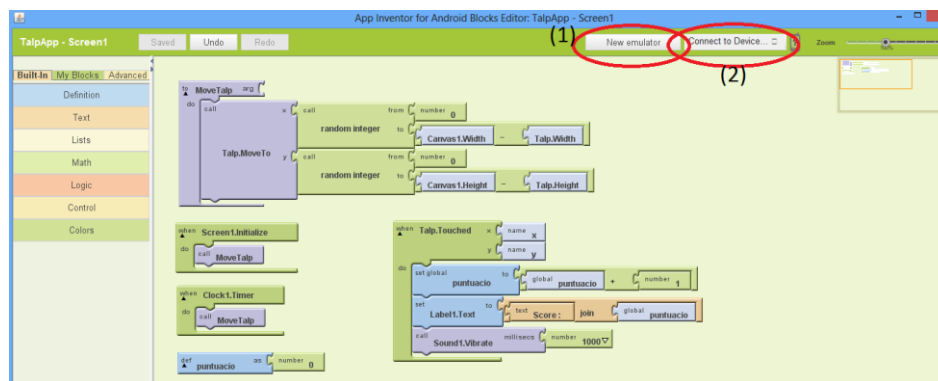 App Inventor for Android Blocks Editor: TalpApp - Screen1
TalpApp - Screen1 Saved Undo Redo (1) New emulator Connect to Device... (2) Zoom
Built-In My Blocks Advanced
Definition
Text
Lists
Math
Logic
Control
Colors
to MoveTalp arg
do call Talp.MoveTo
x call random integer from number 0
to Canvas1.Width - Talp.Width
y call random integer from number 0
to Canvas1.Height - Talp.Height
when Screen1.Initialize
do call MoveTalp
when Clock1.Timer
do call MoveTalp
def puntuacio as number 0
when Talp.Touched x name x
y name y
do set global puntuacio to global puntuacio + number 1
set Label1.Text to text Score: join global puntuacio
call Sound1.Vibrate millisecs number 1000